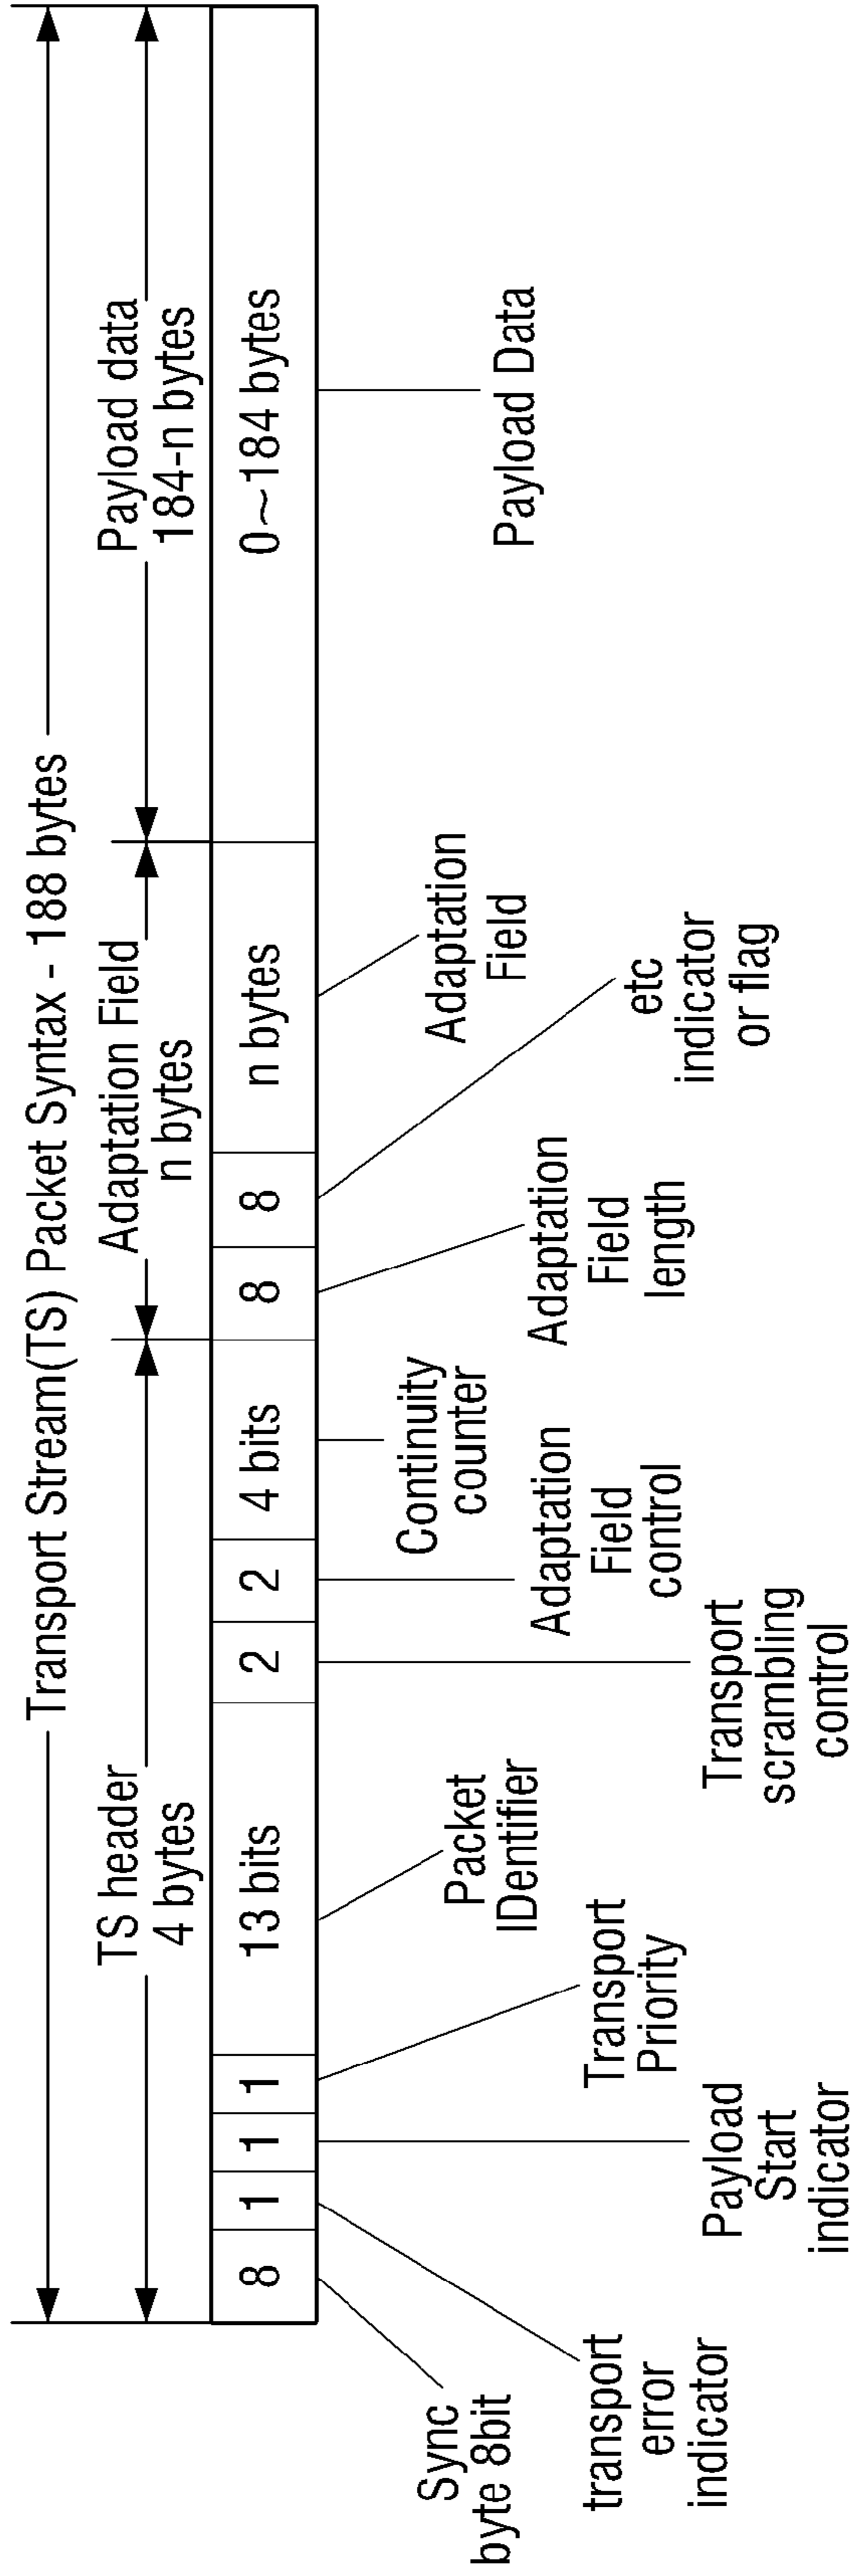 Transport Stream(TS) Packet Syntax - 188 bytes
TS header
4 bytes
Adaptation Field
n bytes
Payload data
184-n bytes
8
1
1
1
13 bits
2
2
4 bits
8
8
n bytes
0~184 bytes
Sync
byte 8bit
transport
error
indicator
Payload
Start
indicator
Transport
Priority
Packet
IDentifier
Transport
scrambling
control
Adaptation
Field
control
Continuity
counter
Adaptation
Field
length
etc
indicator
or flag
Adaptation
Field
Payload Data